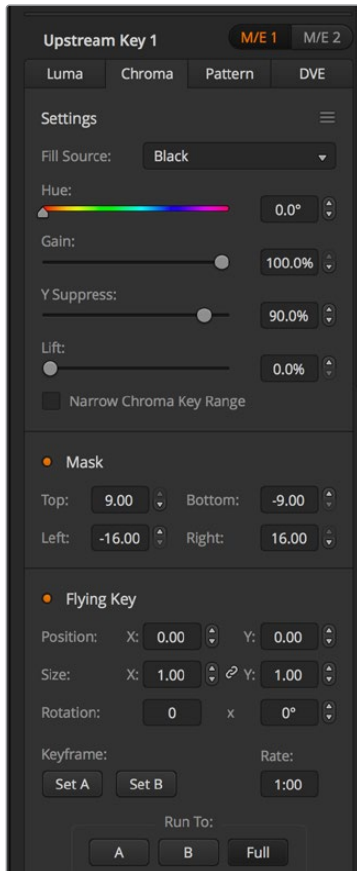 Upstream Key 1 M/E 1 M/E 2
Luma Chroma Pattern DVE
Settings
Fill Source: Black
Hue:
0.0°
Gain:
100.0%
Y Suppress:
90.0%
Lift:
0.0%
Narrow Chroma Key Range
Mask
Top: 9.00 Bottom: -9.00
Left: -16.00 Right: 16.00
Flying Key
Position: X: 0.00 Y: 0.00
Size: X: 1.00 Y: 1.00
Rotation: 0 x 0°
Keyframe: Rate:
Set A Set B 1:00
Run To:
A B Full